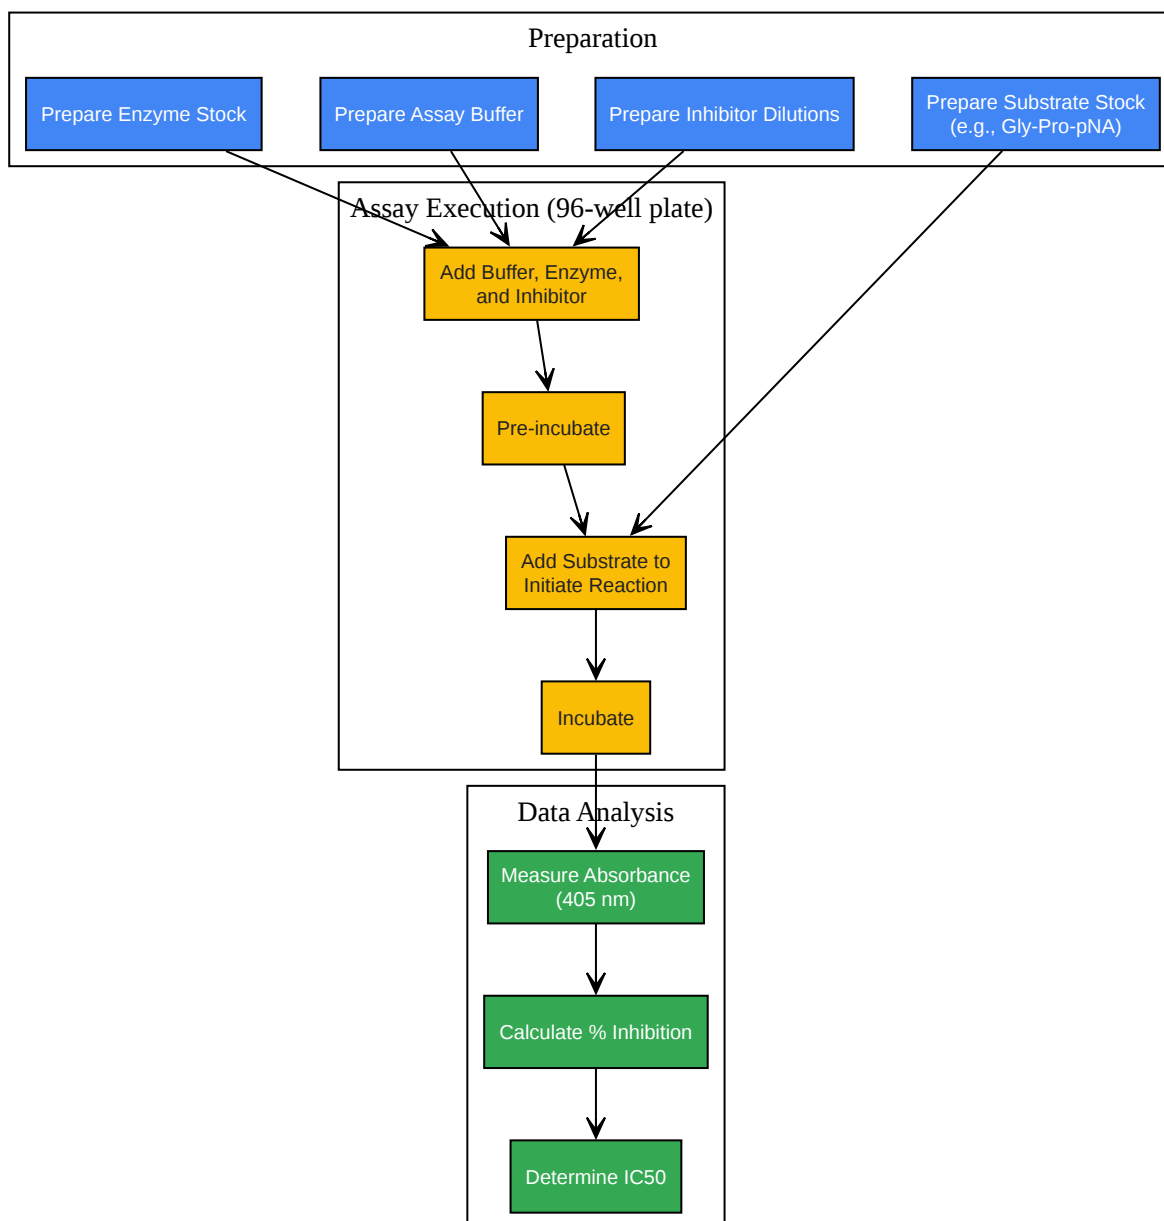 Preparation
Prepare Enzyme Stock
Prepare Assay Buffer
Prepare Inhibitor Dilutions
Prepare Substrate Stock
(e.g., Gly-Pro-pNA)
Assay Execution (96-well plate)
Add Buffer, Enzyme,
and Inhibitor
Pre-incubate
Add Substrate to
Initiate Reaction
Incubate
Data Analysis
Measure Absorbance
(405 nm)
Calculate % Inhibition
Determine IC50